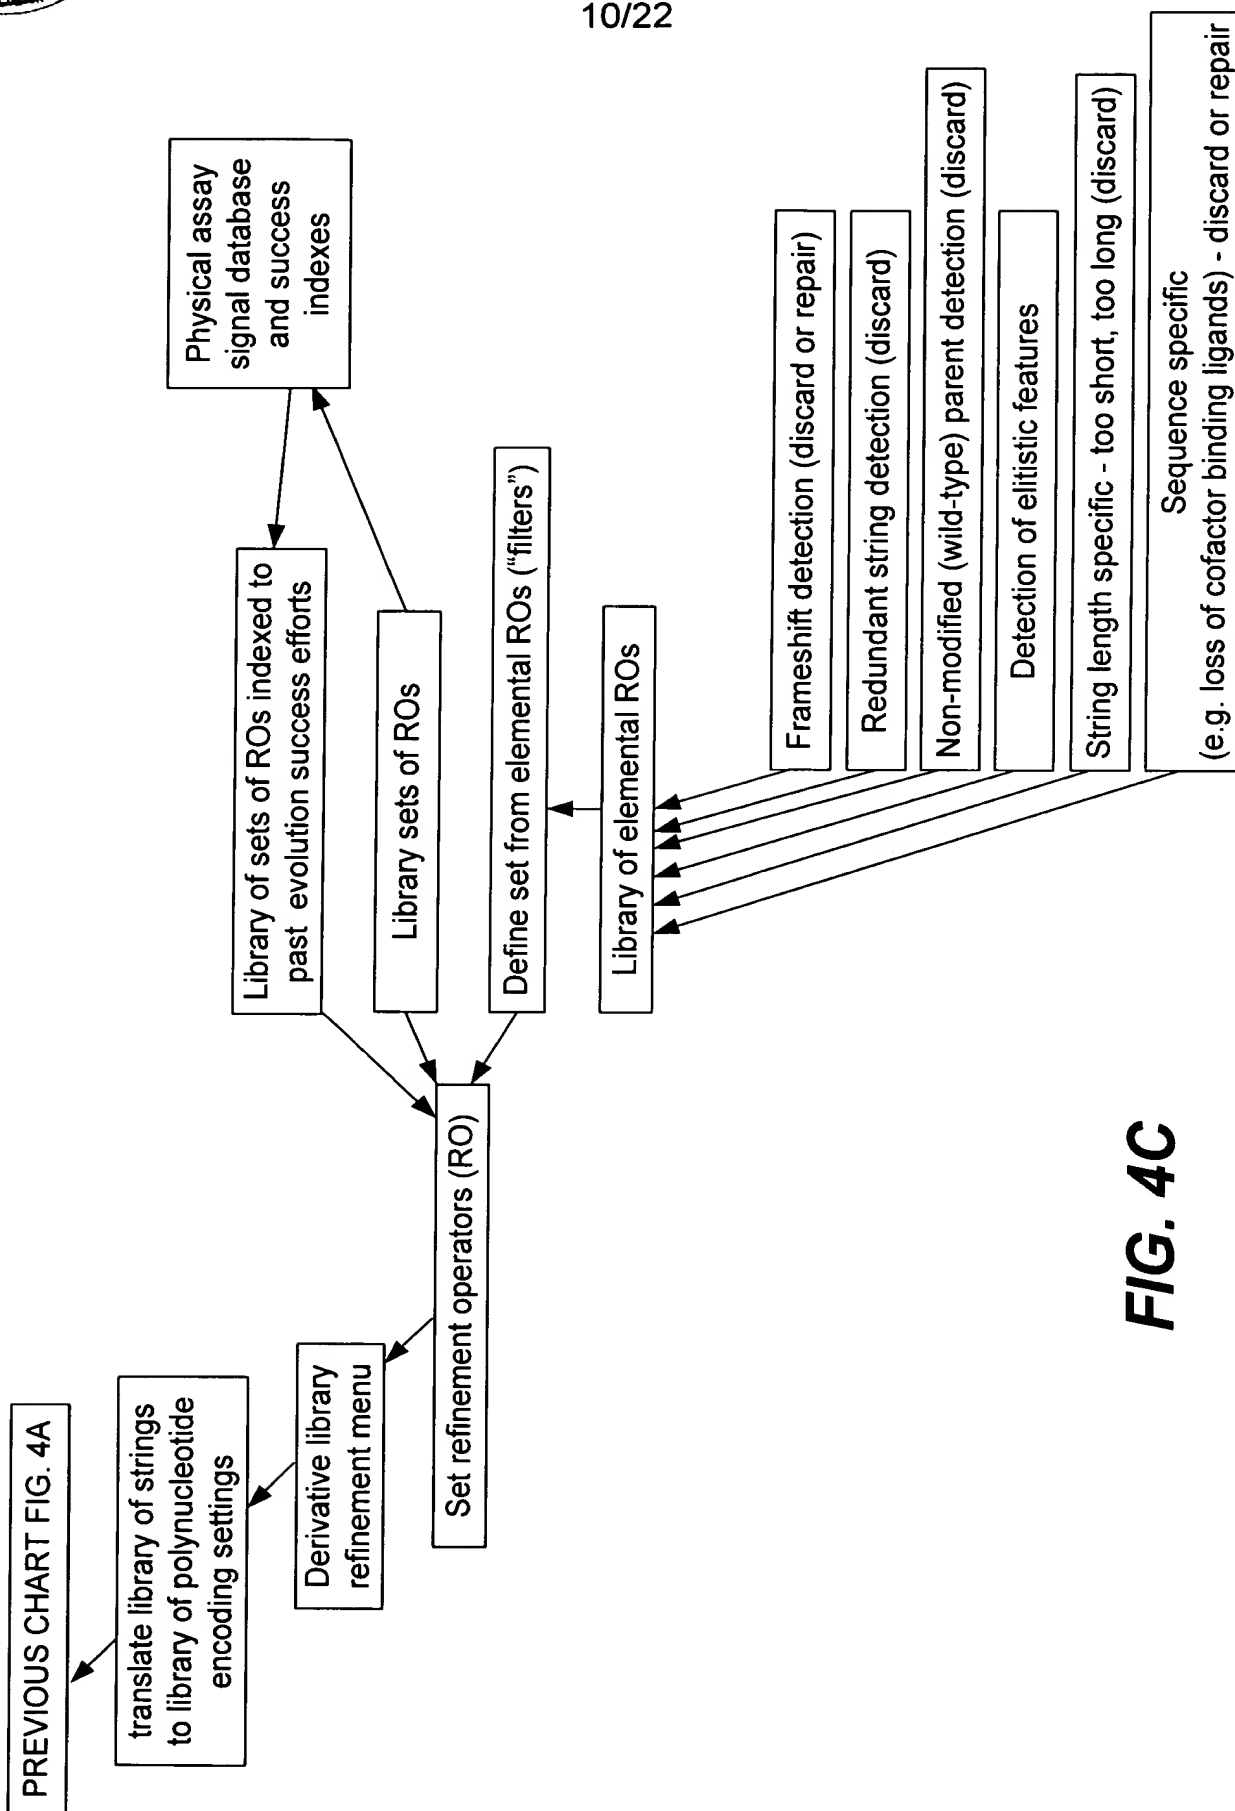 10/22
PREVIOUS CHART FIG. 4A
translate library of strings
to library of polynucleotide
encoding settings
Derivative library
refinement menu
Set refinement operators (RO)
Library of sets of ROs indexed to
past evolution success efforts
Physical assay
signal database
and success
indexes
Library sets of ROs
Define set from elemental ROs (“filters”)
Library of elemental ROs
Frameshift detection (discard or repair)
Redundant string detection (discard)
Non-modified (wild-type) parent detection (discard)
Detection of elitistic features
String length specific - too short, too long (discard)
Sequence specific
(e.g. loss of cofactor binding ligands) - discard or repair
FIG. 4C